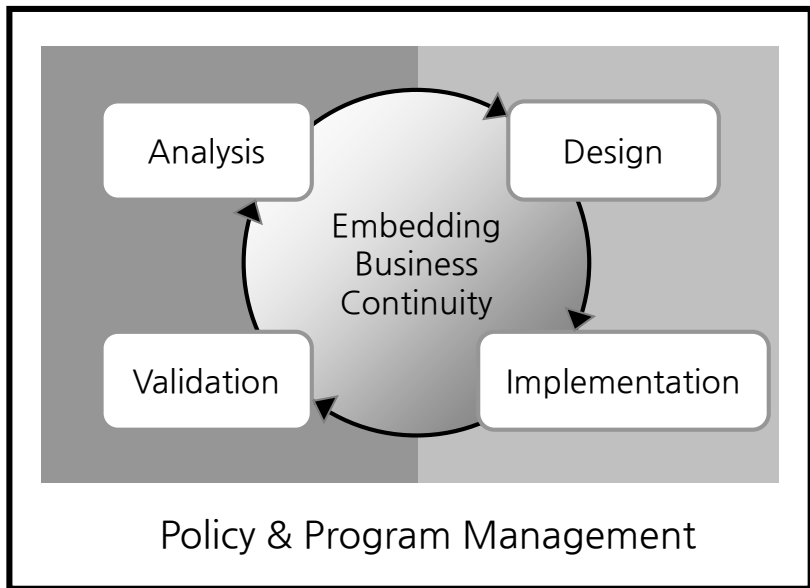 Analysis
Design
Embedding
Business
Continuity
Validation
Implementation
Policy & Program Management